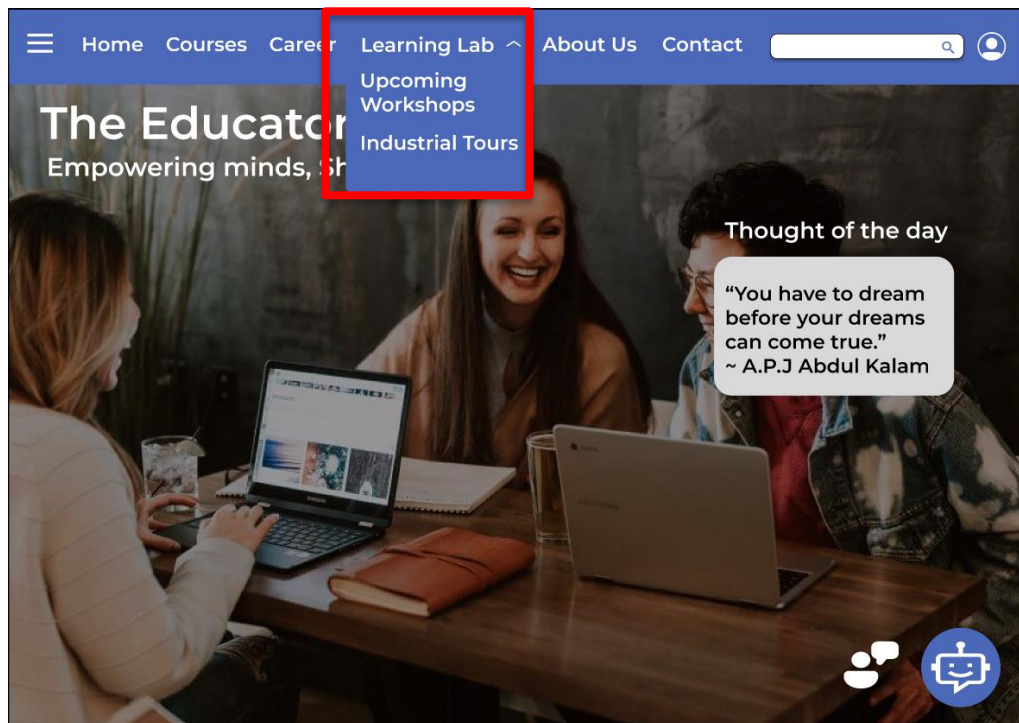 Home Courses Career Learning Lab About Us Contact
Upcoming
Workshops
Industrial Tours
The Educator
Empowering minds, Sh
Thought of the day
“You have to dream
before your dreams
can come true.”
~ A.P.J Abdul Kalam